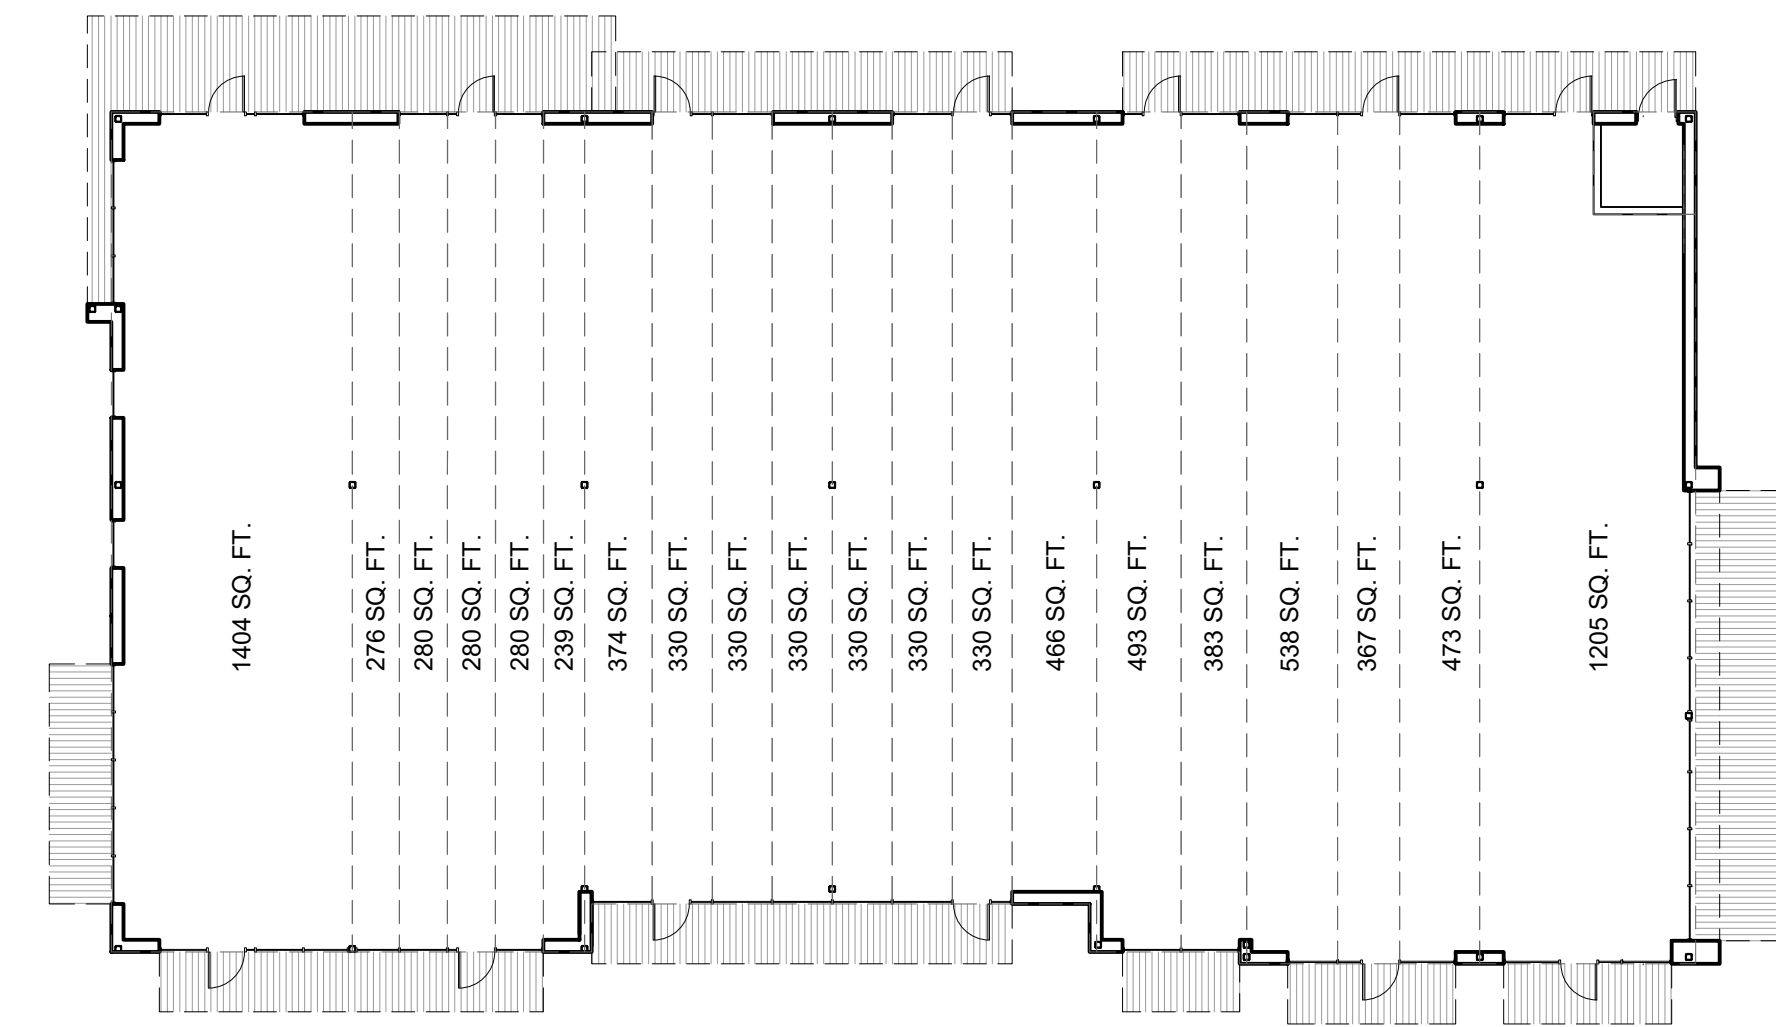 1404 SQ. FT.
276 SQ. FT.
280 SQ. FT.
280 SQ. FT.
280 SQ. FT.
239 SQ. FT.
374 SQ. FT.
330 SQ. FT.
330 SQ. FT.
330 SQ. FT.
330 SQ. FT.
330 SQ. FT.
330 SQ. FT.
466 SQ. FT.
493 SQ. FT.
383 SQ. FT.
538 SQ. FT.
367 SQ. FT.
473 SQ. FT.
1205 SQ. FT.